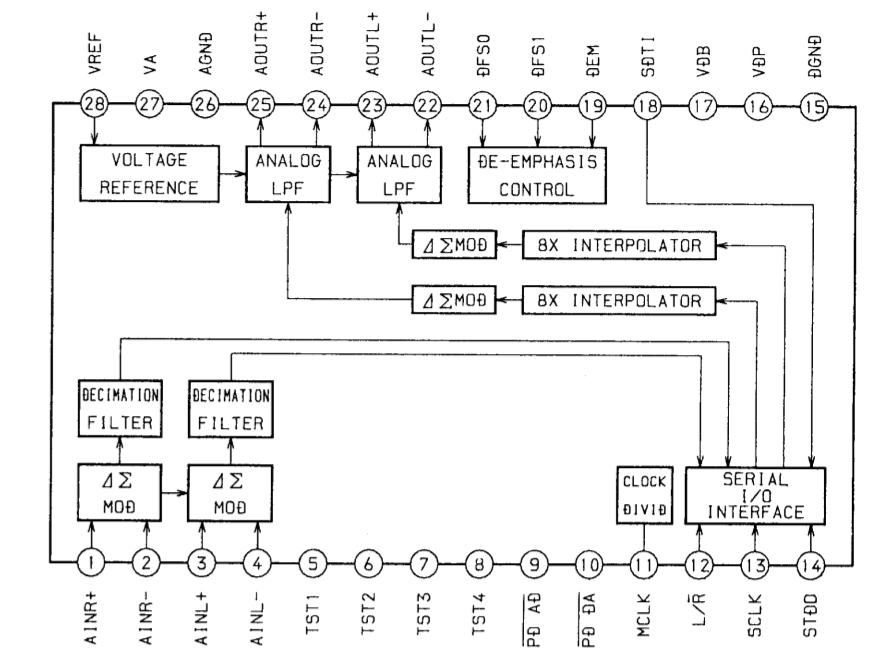 VREF
VA
AGND
AOUTR+
AOUTR-
AOUTL+
AOUTL-
DFS0
DFS1
DEM
SDTI
VDB
VDP
DGND
28
27
26
25
24
23
22
21
20
19
18
17
16
15
VOLTAGE
REFERENCE
ANALOG
LPF
ANALOG
LPF
DE-EMPHASIS
CONTROL
ΔΣMOD
8X INTERPOLATOR
ΔΣMOD
8X INTERPOLATOR
DECIMATION
FILTER
DECIMATION
FILTER
ΔΣ
MOD
ΔΣ
MOD
CLOCK
DIVID
SERIAL
I/O
INTERFACE
1
2
3
4
5
6
7
8
9
10
11
12
13
14
AINR+
AINR-
AINL+
AINL-
TST1
TST2
TST3
TST4
PD AD
PD DA
MCLK
L/R̅
SCLK
STDD